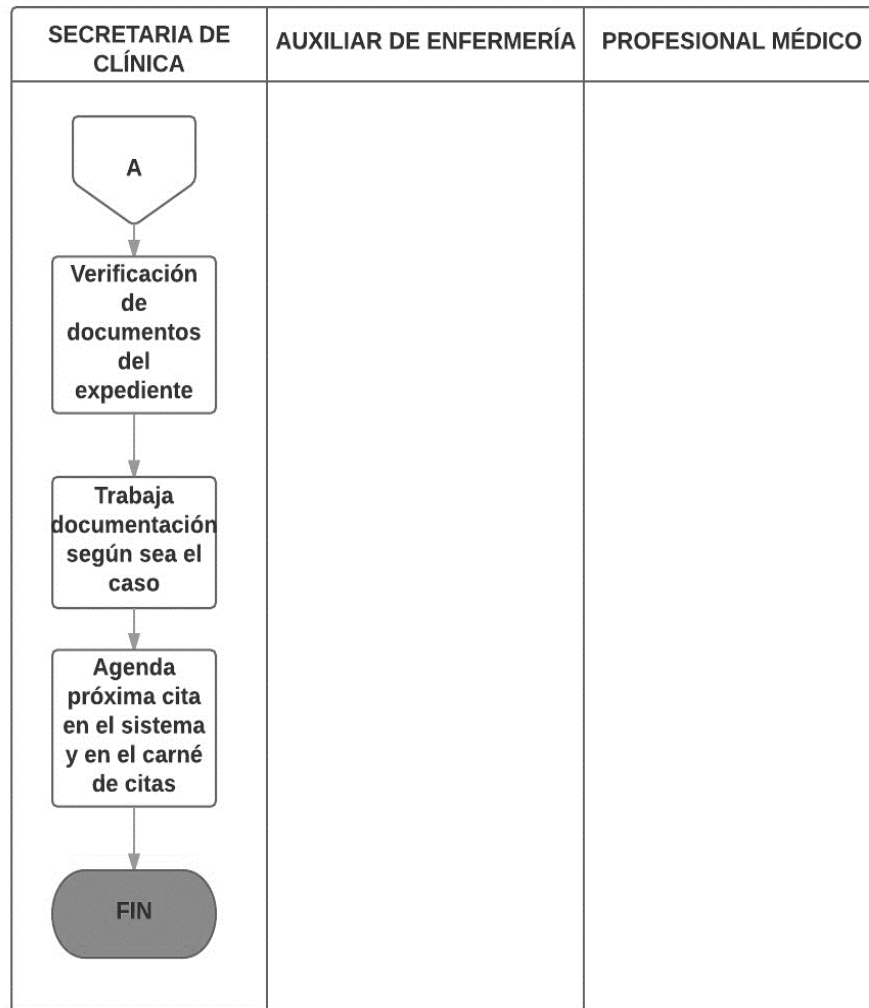 SECRETARIA DE
CLÍNICA
AUXILIAR DE ENFERMERÍA
PROFESIONAL MÉDICO
A
Verificación
de
documentos
del
expediente
Trabaja
documentación
según sea el
caso
Agenda
próxima cita
en el sistema
y en el carné
de citas
FIN